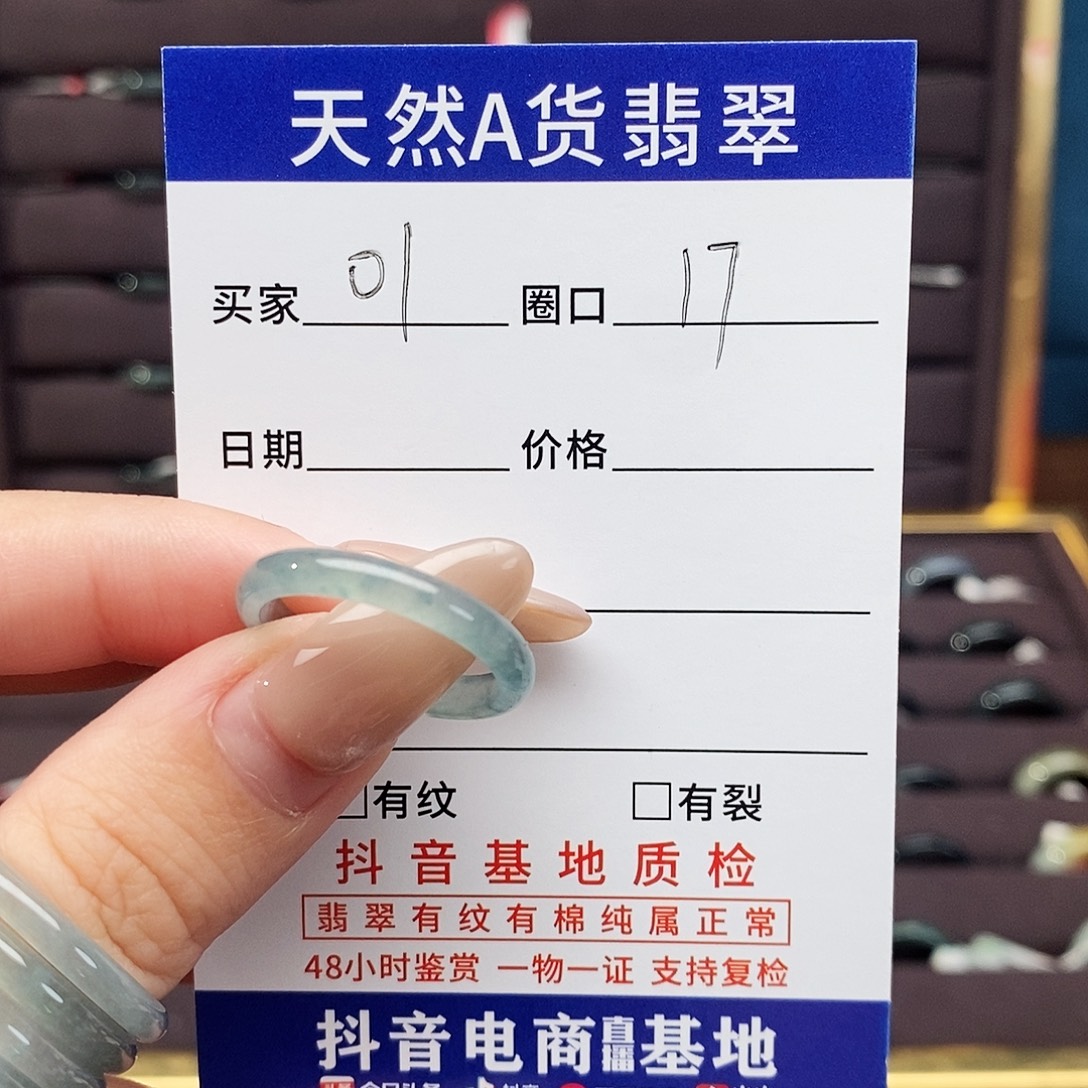 天然A货翡翠
买家 01 圈口 17
日期 价格
有纹 有裂
抖音基地质检
翡翠有纹有棉纯属正常
48小时鉴赏 一物一证 支持复检
抖音电商直播基地